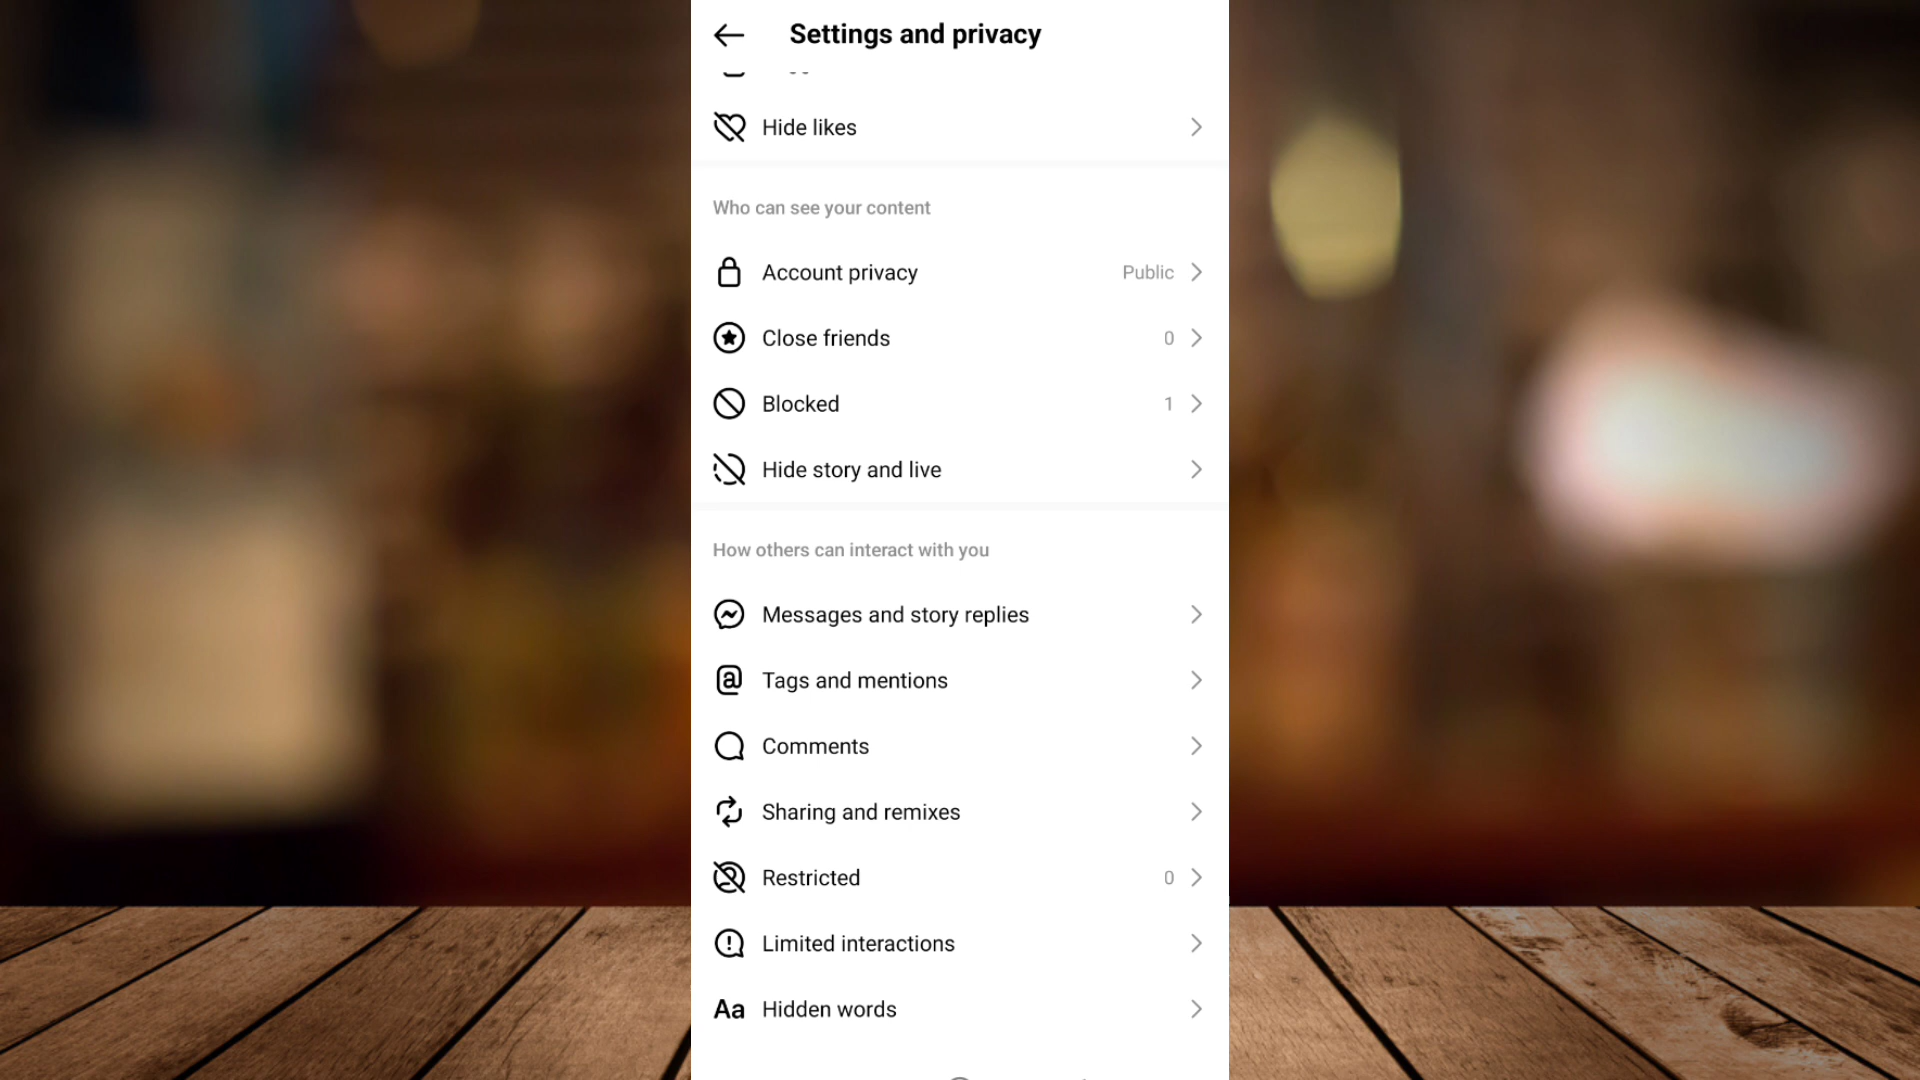 Settings and privacy
Hide likes
Who can see your content
Account privacy Public
Close friends 0
Blocked 1
Hide story and live
How others can interact with you
Messages and story replies
Tags and mentions
Comments
Sharing and remixes
Restricted 0
Limited interactions
Aa Hidden words